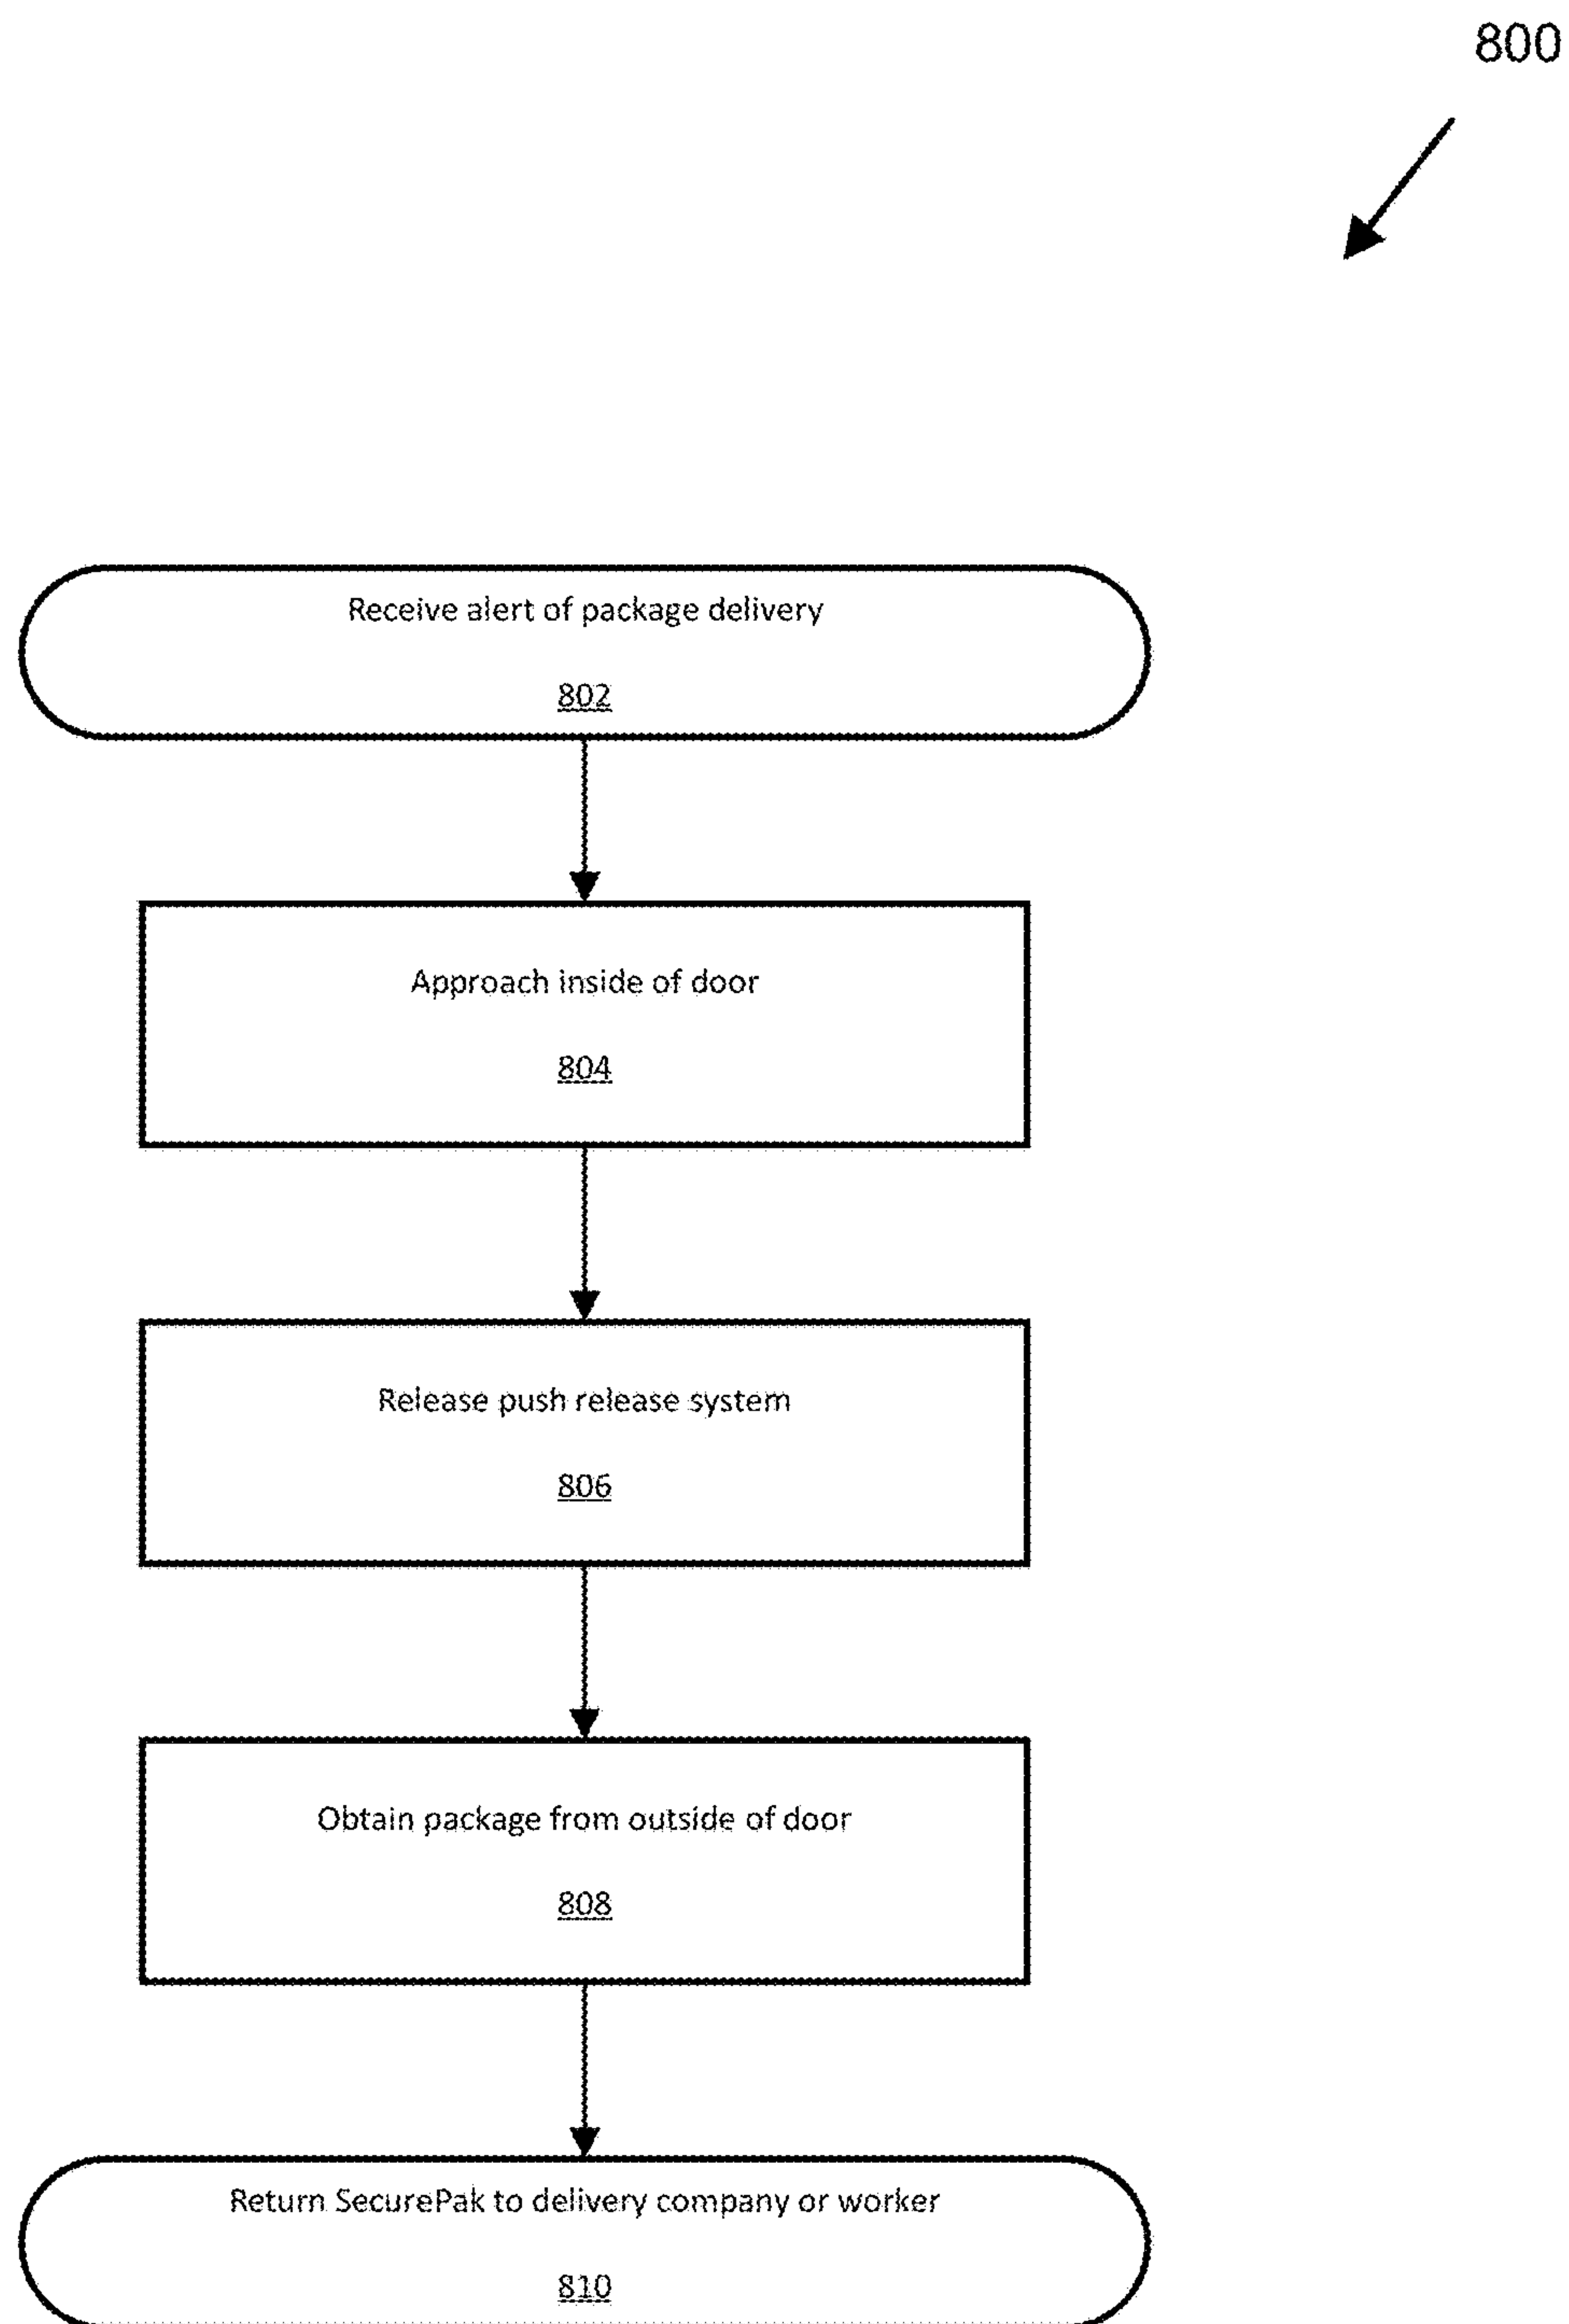 800
Receive alert of package delivery
802
Approach inside of door
804
Release push release system
806
Obtain package from outside of door
808
Return SecurePak to delivery company or worker
810